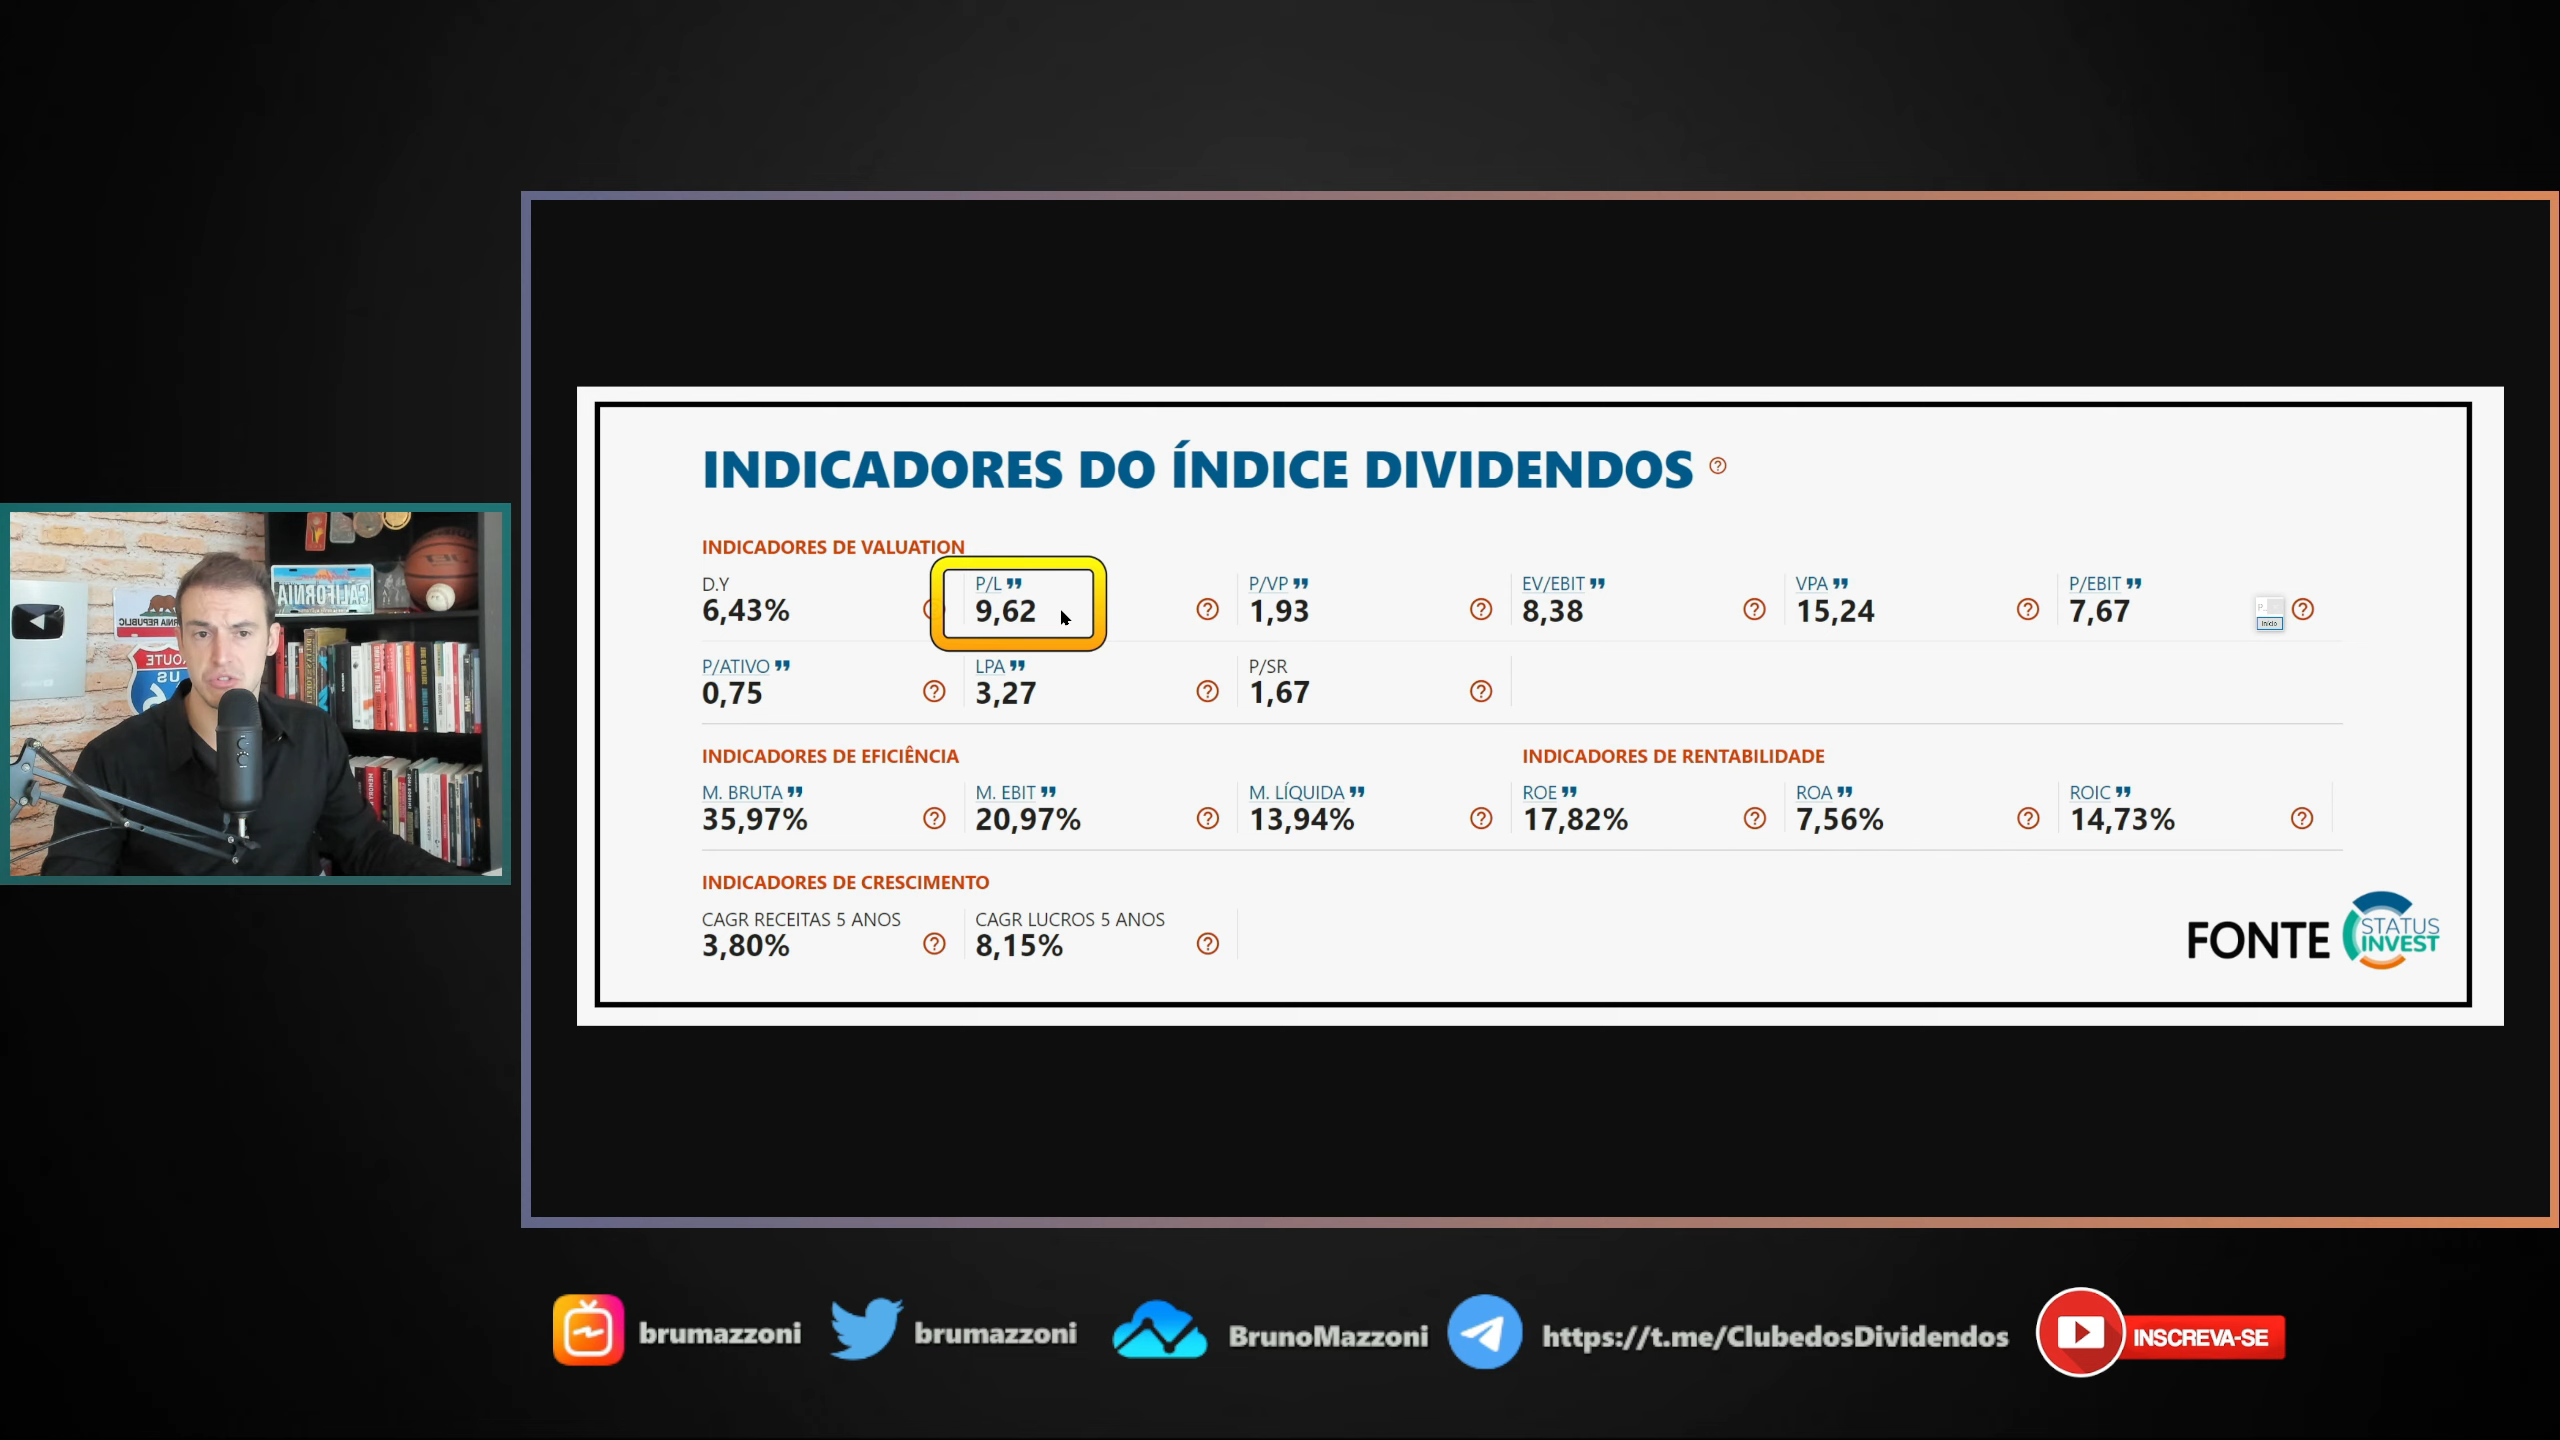 INDICADORES DO ÍNDICE DIVIDENDOS
INDICADORES DE VALUATION
D.Y
6,43%
P/L
9,62
P/VP
1,93
EV/EBIT
8,38
VPA
15,24
P/EBIT
7,67
Início
P/ATIVO
0,75
LPA
3,27
P/SR
1,67
INDICADORES DE EFICIÊNCIA
M. BRUTA
35,97%
M. EBIT
20,97%
M. LÍQUIDA
13,94%
INDICADORES DE RENTABILIDADE
ROE
17,82%
ROA
7,56%
ROIC
14,73%
INDICADORES DE CRESCIMENTO
CAGR RECEITAS 5 ANOS
3,80%
CAGR LUCROS 5 ANOS
8,15%
FONTE
STATUS
INVEST
CALIFORNIA
ROUTE
US
brumazzoni
brumazzoni
BrunoMazzoni
https://t.me/ClubedosDividendos
INSCREVA-SE